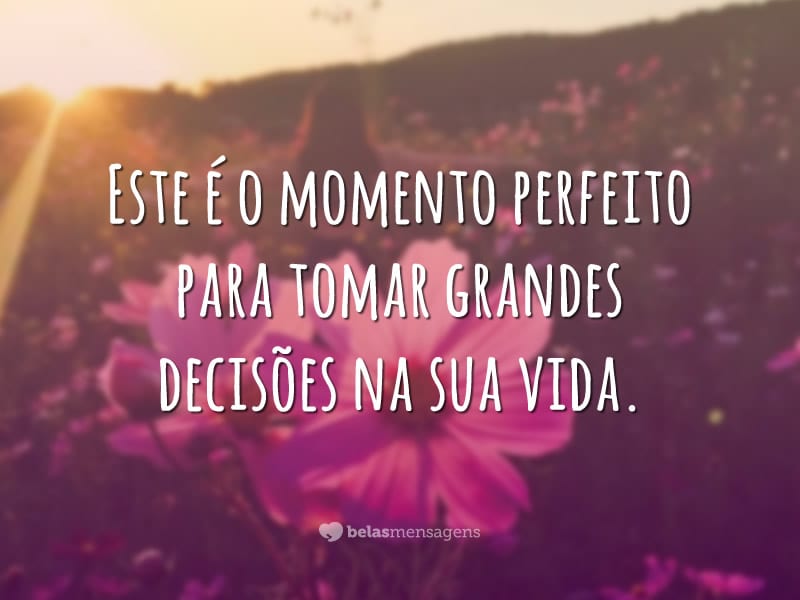 Este é o momento perfeito
para tomar grandes
decisões na sua vida.
belasmensagens